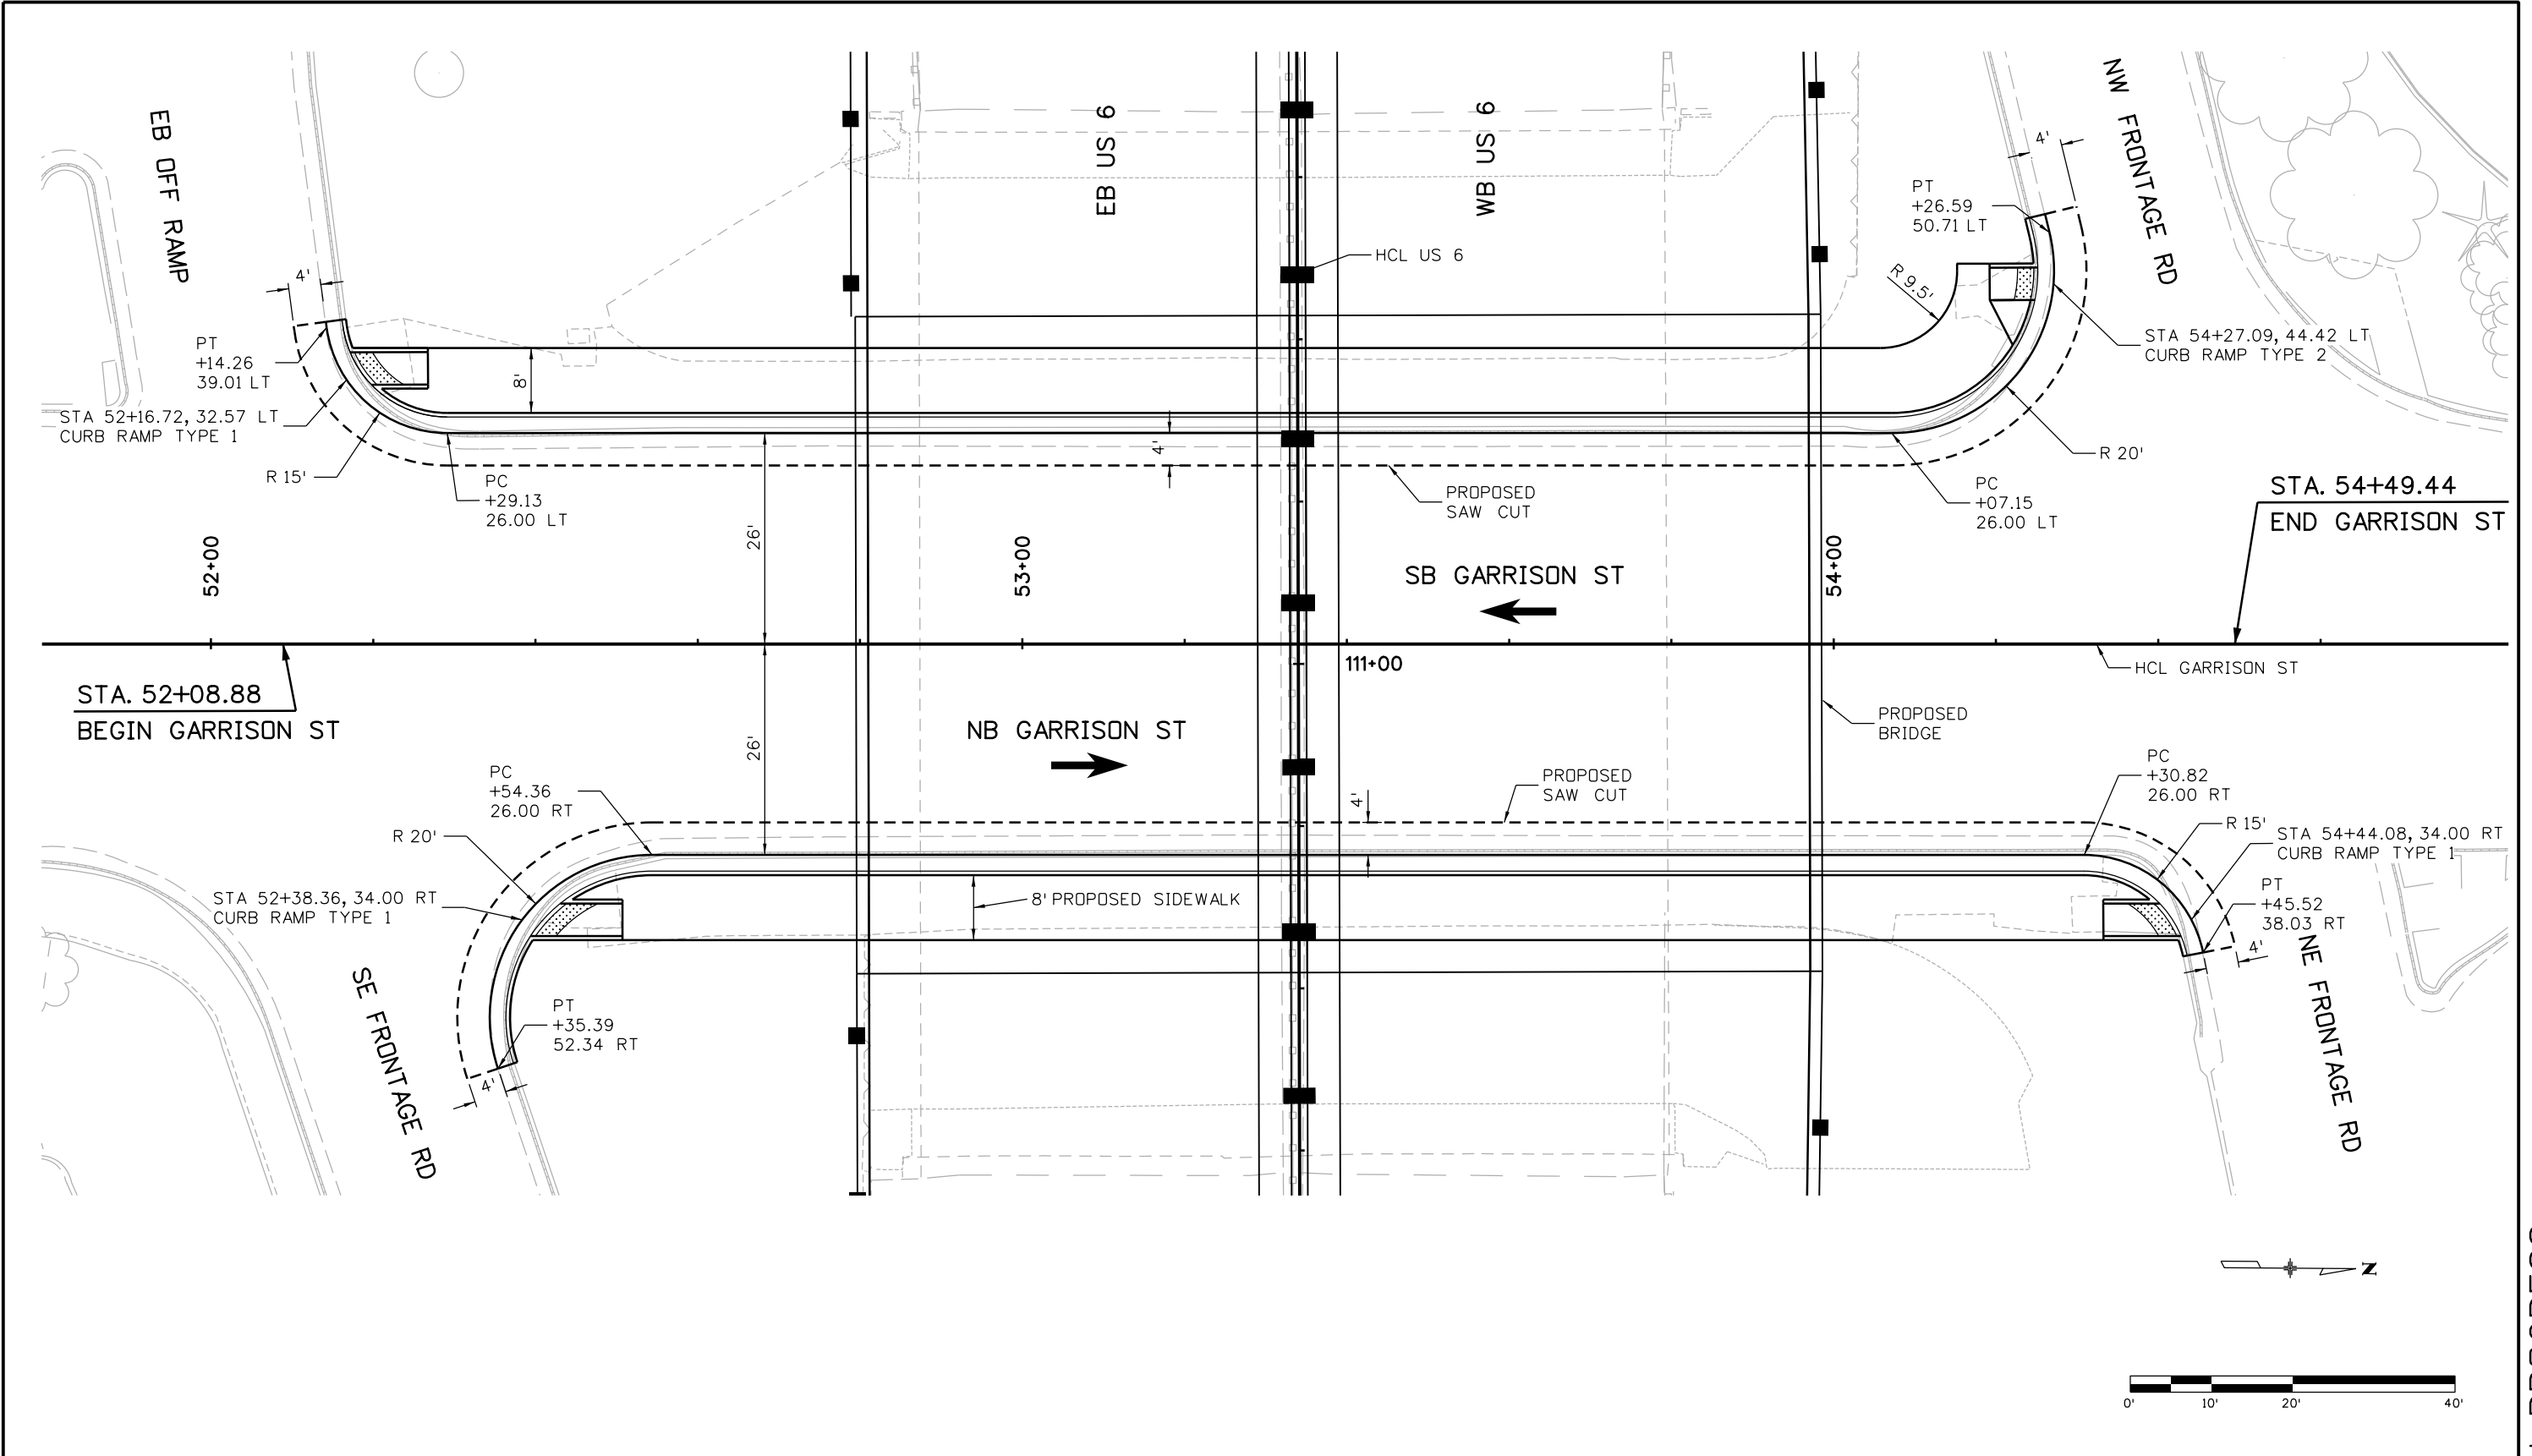 EB OFF RAMP
EB US 6
WB US 6
NW FRONTAGE RD
4'
PT
+26.59
50.71 LT
HCL US 6
R 9.5'
4'
PT
+14.26
39.01 LT
STA 54+27.09, 44.42 LT
CURB RAMP TYPE 2
8'
STA 52+16.72, 32.57 LT
CURB RAMP TYPE 1
R 15'
4'
R 20'
PC
+29.13
26.00 LT
PROPOSED
SAW CUT
PC
+07.15
26.00 LT
STA. 54+49.44
END GARRISON ST
26'
52+00
53+00
54+00
SB GARRISON ST
111+00
HCL GARRISON ST
STA. 52+08.88
BEGIN GARRISON ST
26'
NB GARRISON ST
PROPOSED
BRIDGE
PC
+54.36
26.00 RT
PROPOSED
SAW CUT
4'
PC
+30.82
26.00 RT
R 20'
R 15'
STA 54+44.08, 34.00 RT
CURB RAMP TYPE 1
STA 52+38.36, 34.00 RT
CURB RAMP TYPE 1
8' PROPOSED SIDEWALK
PT
+45.52
38.03 RT
4'
SE FRONTAGE RD
PT
+35.39
52.34 RT
4'
NE FRONTAGE RD
N
0' 10' 20' 40'